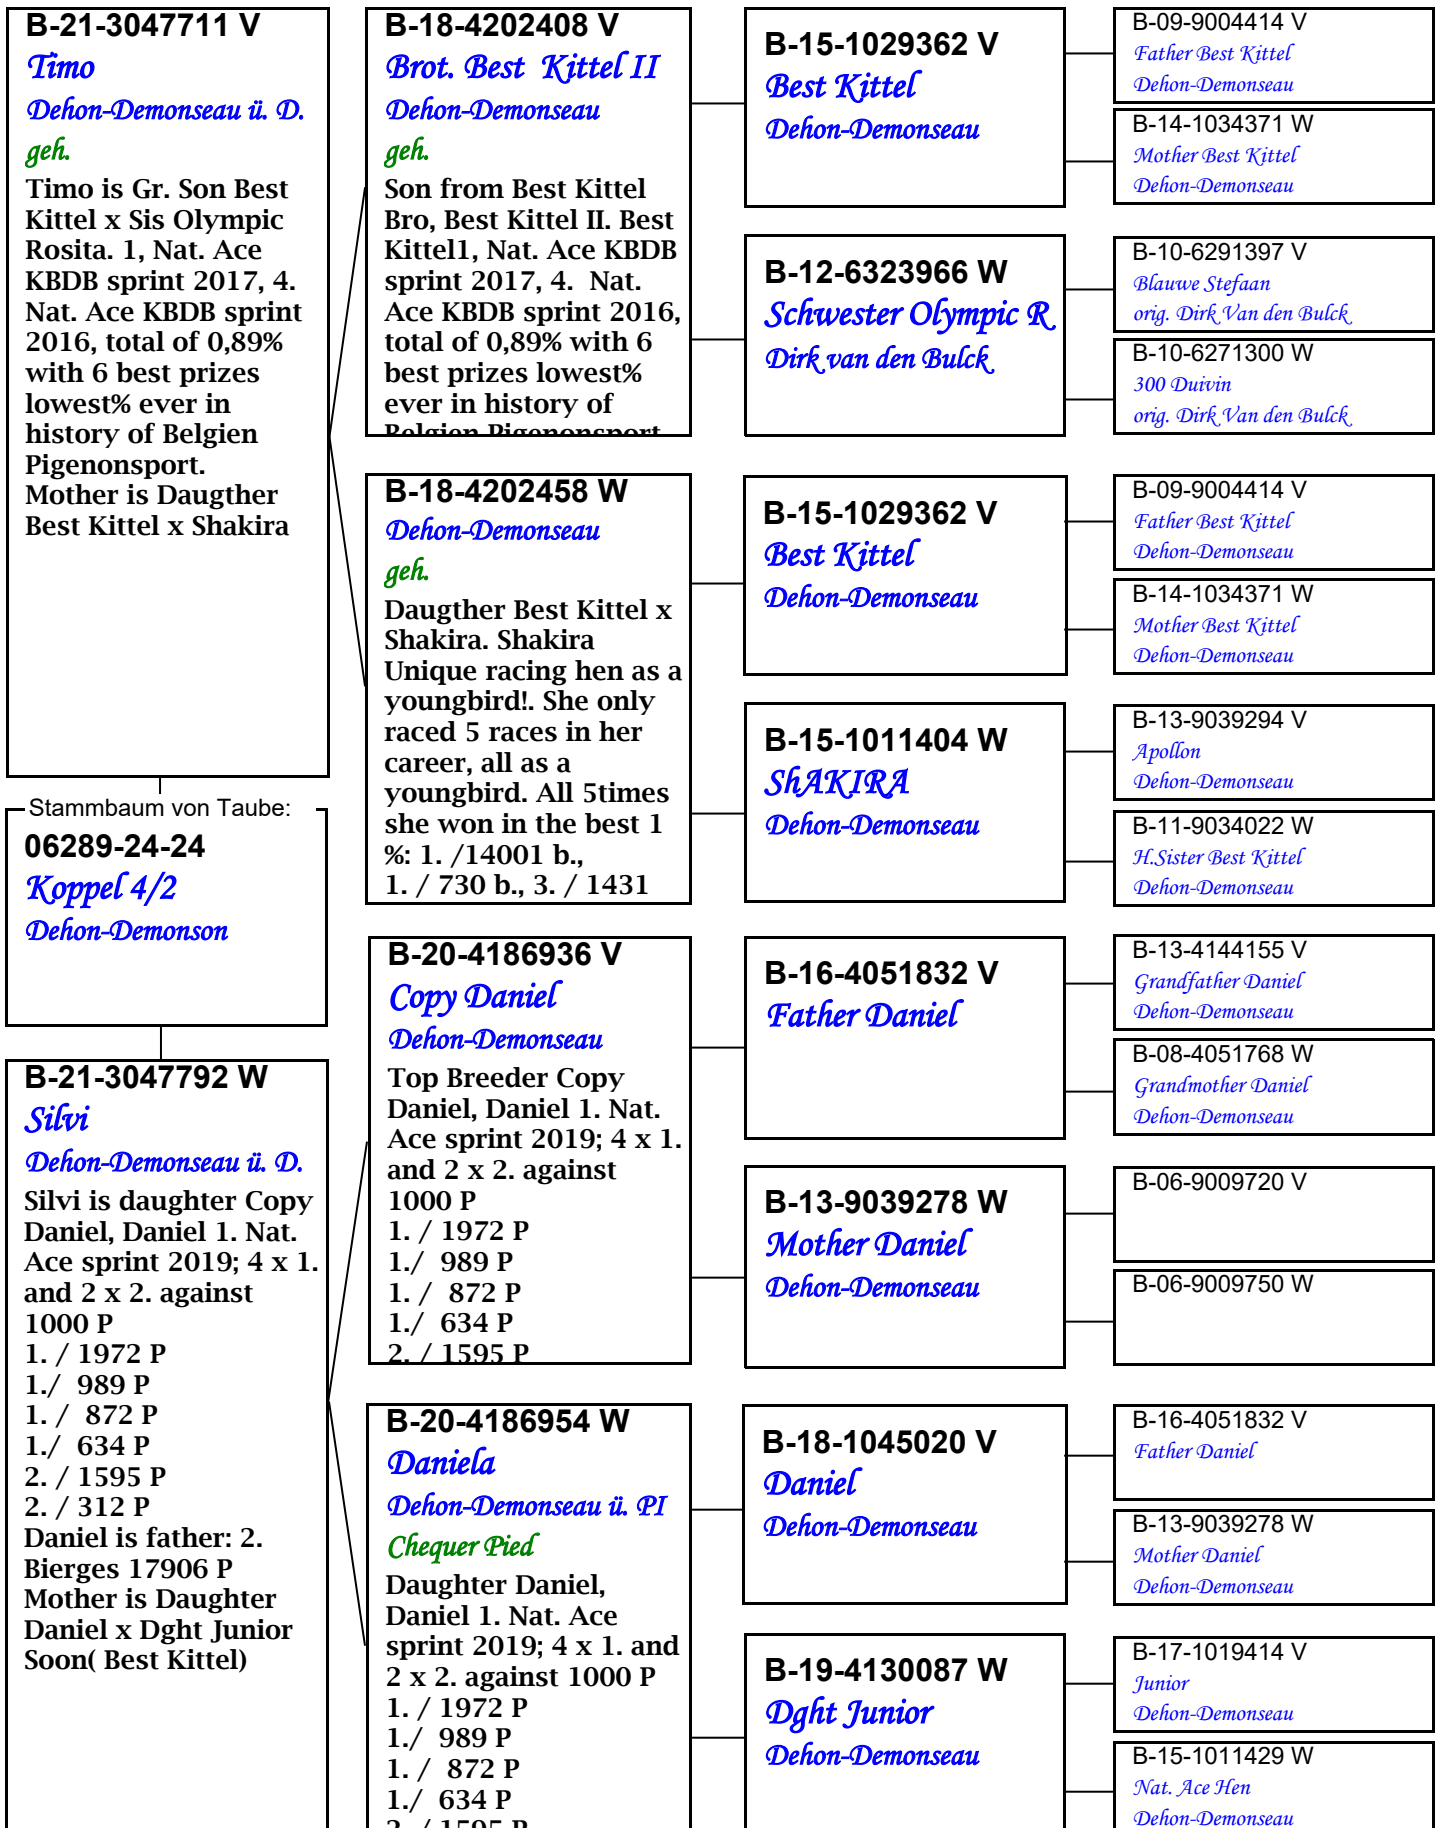 B-21-3047711 V
Timo
Dehon-Demonseau ü. D.
geh.
Timo is Gr. Son Best
Kittel x Sis Olympic
Rosita. 1, Nat. Ace
KBDB sprint 2017, 4.
Nat. Ace KBDB sprint
2016, total of 0,89%
with 6 best prizes
lowest% ever in
history of Belgien
Pigenonsport.
Mother is Daugther
Best Kittel x Shakira
Stammbaum von Taube:
06289-24-24
Koppel 4/2
Dehon-Demonson
B-21-3047792 W
Silvi
Dehon-Demonseau ü. D.
Silvi is daughter Copy
Daniel, Daniel 1. Nat.
Ace sprint 2019; 4 x 1.
and 2 x 2. against
1000 P
1. / 1972 P
1./  989 P
1. /  872 P
1./  634 P
2. / 1595 P
2. / 312 P
Daniel is father: 2.
Bierges 17906 P
Mother is Daughter
Daniel x Dght Junior
Soon( Best Kittel)
B-18-4202408 V
Brot. Best  Kittel II
Dehon-Demonseau
geh.
Son from Best Kittel
Bro, Best Kittel II. Best
Kittel1, Nat. Ace KBDB
sprint 2017, 4.  Nat.
Ace KBDB sprint 2016,
total of 0,89% with 6
best prizes lowest%
ever in history of
Belgien Pigenonsport
B-18-4202458 W
Dehon-Demonseau
geh.
Daugther Best Kittel x
Shakira. Shakira
Unique racing hen as a
youngbird!. She only
raced 5 races in her
career, all as a
youngbird. All 5times
she won in the best 1
%: 1. /14001 b.,
1. / 730 b., 3. / 1431
B-20-4186936 V
Copy Daniel
Dehon-Demonseau
Top Breeder Copy
Daniel, Daniel 1. Nat.
Ace sprint 2019; 4 x 1.
and 2 x 2. against
1000 P
1. / 1972 P
1./  989 P
1. /  872 P
1./  634 P
2. / 1595 P
B-20-4186954 W
Daniela
Dehon-Demonseau ü. PI
Chequer Pied
Daughter Daniel,
Daniel 1. Nat. Ace
sprint 2019; 4 x 1. and
2 x 2. against 1000 P
1. / 1972 P
1./  989 P
1. /  872 P
1./  634 P
2. / 1595 P
B-15-1029362 V
Best Kittel
Dehon-Demonseau
B-12-6323966 W
Schwester Olympic R
Dirk van den Bulck
B-15-1029362 V
Best Kittel
Dehon-Demonseau
B-15-1011404 W
ShAKIRA
Dehon-Demonseau
B-16-4051832 V
Father Daniel
B-13-9039278 W
Mother Daniel
Dehon-Demonseau
B-18-1045020 V
Daniel
Dehon-Demonseau
B-19-4130087 W
Dght Junior
Dehon-Demonseau
B-09-9004414 V
Father Best Kittel
Dehon-Demonseau
B-14-1034371 W
Mother Best Kittel
Dehon-Demonseau
B-10-6291397 V
Blauwe Stefaan
orig. Dirk Van den Bulck
B-10-6271300 W
300 Duivin
orig. Dirk Van den Bulck
B-09-9004414 V
Father Best Kittel
Dehon-Demonseau
B-14-1034371 W
Mother Best Kittel
Dehon-Demonseau
B-13-9039294 V
Apollon
Dehon-Demonseau
B-11-9034022 W
H.Sister Best Kittel
Dehon-Demonseau
B-13-4144155 V
Grandfather Daniel
Dehon-Demonseau
B-08-4051768 W
Grandmother Daniel
Dehon-Demonseau
B-06-9009720 V
B-06-9009750 W
B-16-4051832 V
Father Daniel
B-13-9039278 W
Mother Daniel
Dehon-Demonseau
B-17-1019414 V
Junior
Dehon-Demonseau
B-15-1011429 W
Nat. Ace Hen
Dehon-Demonseau